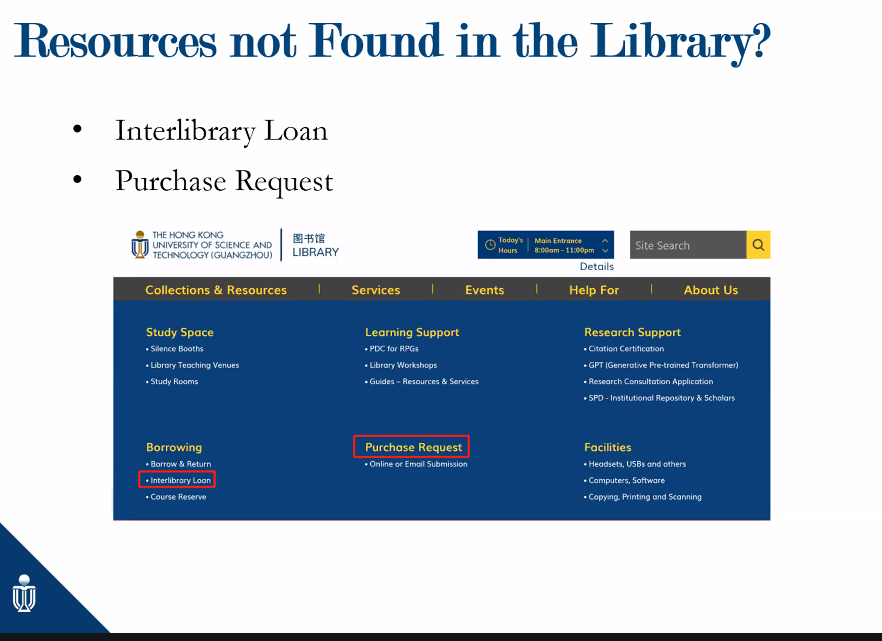 Resources not Found in the Library?
• Interlibrary Loan
• Purchase Request
THE HONG KONG
UNIVERSITY OF SCIENCE AND
TECHNOLOGY (GUANGZHOU)
图书馆
LIBRARY
Today's Hours
Main Entrance
8:00am - 11:00pm
Site Search
Details
Collections & Resources | Services | Events | Help For | About Us
Study Space
• Silence Booths
• Library Teaching Venues
• Study Rooms
Learning Support
• PDC for RPGs
• Library Workshops
• Guides – Resources & Services
Research Support
• Citation Certification
• GPT (Generative Pre-trained Transformer)
• Research Consultation Application
• SPD - Institutional Repository & Scholars
Borrowing
• Borrow & Return
• Interlibrary Loan
• Course Reserve
Purchase Request
• Online or Email Submission
Facilities
• Headsets, USBs and others
• Computers, Software
• Copying, Printing and Scanning